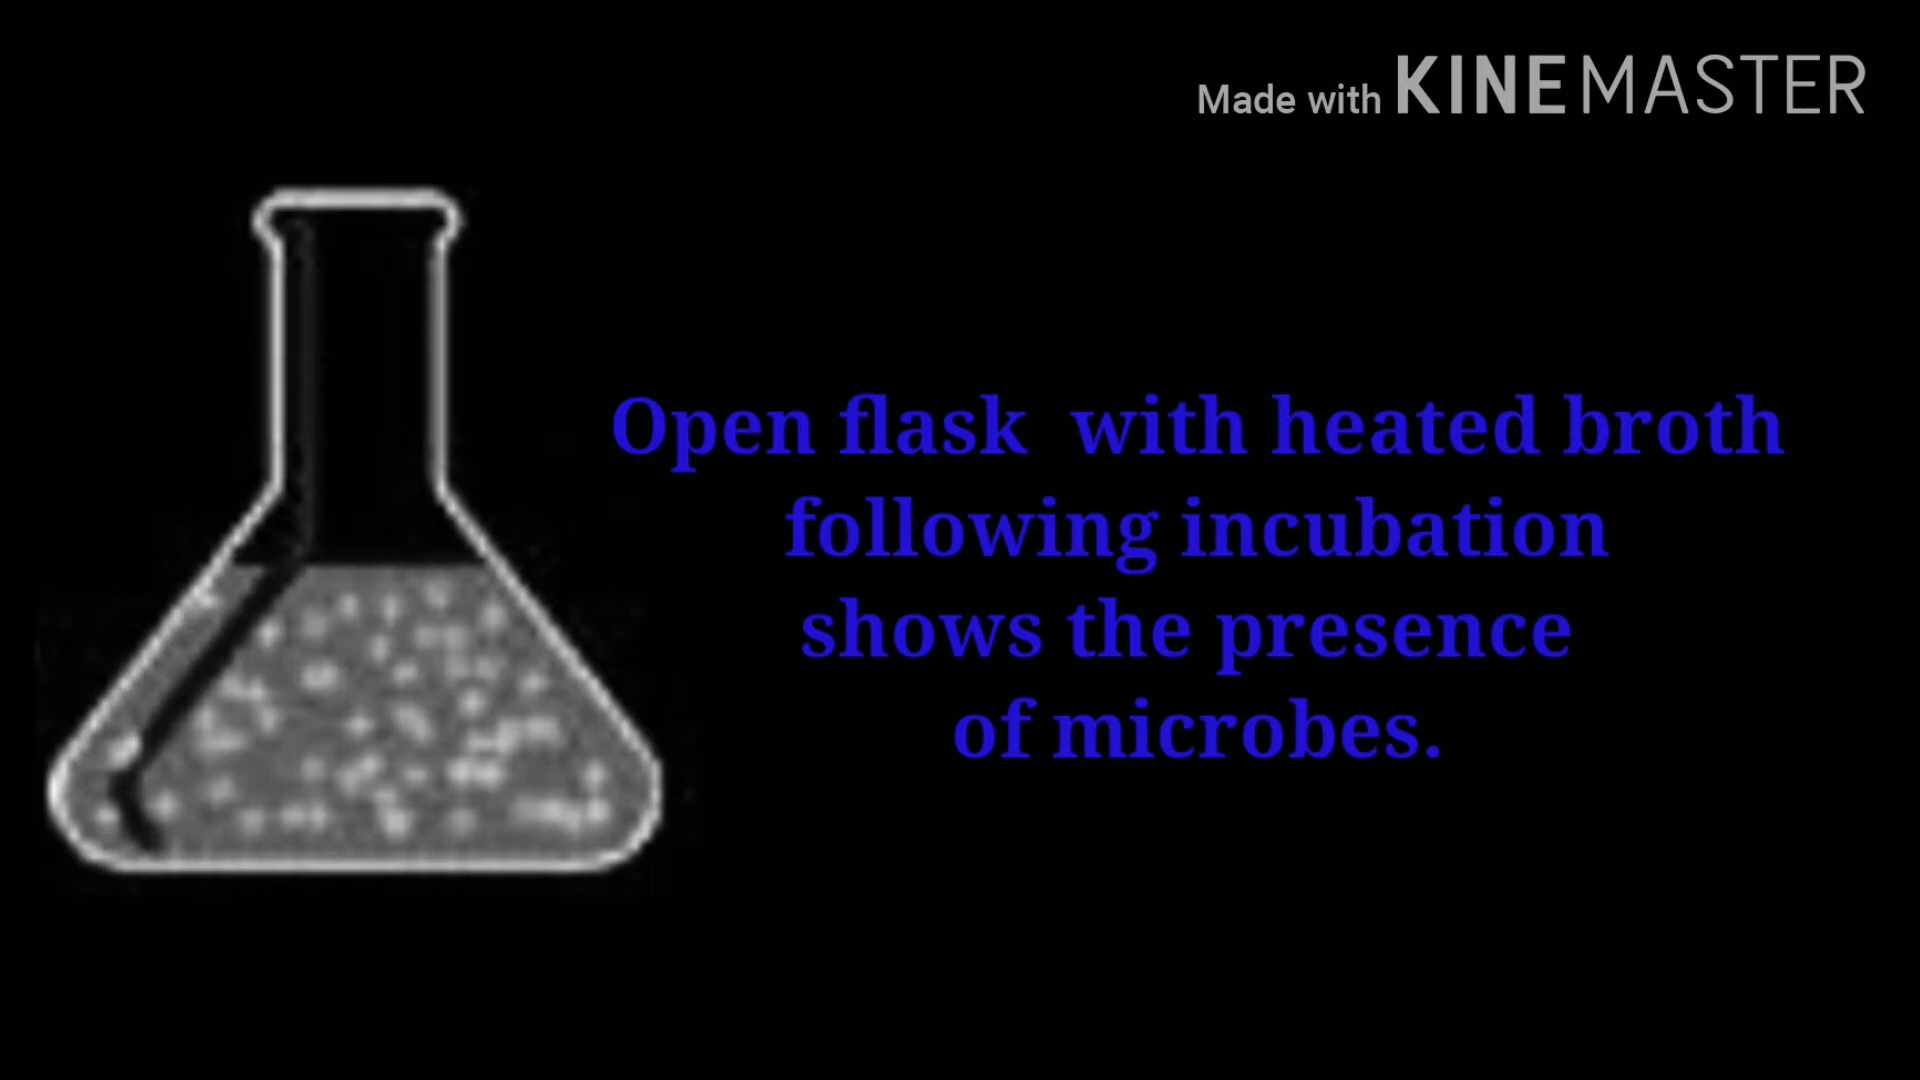 Made with KINEMASTER
Open flask with heated broth
following incubation
shows the presence
of microbes.